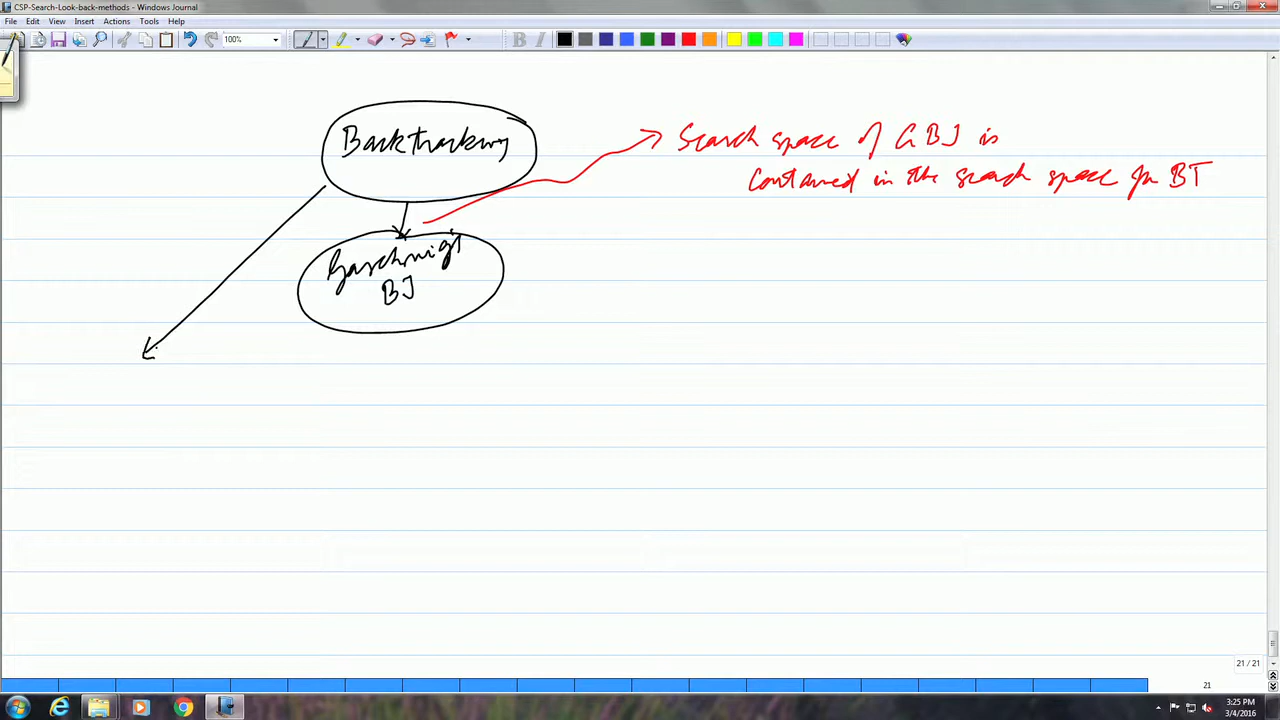 CSP-Search-Look-back-methods - Windows Journal
File Edit View Insert Actions Tools Help
100%
B I
Backtracking
Search space of GBJ is
contained in the search space for BT
Gaschnig's
BJ
21 / 21
21
3:25 PM
3/4/2016